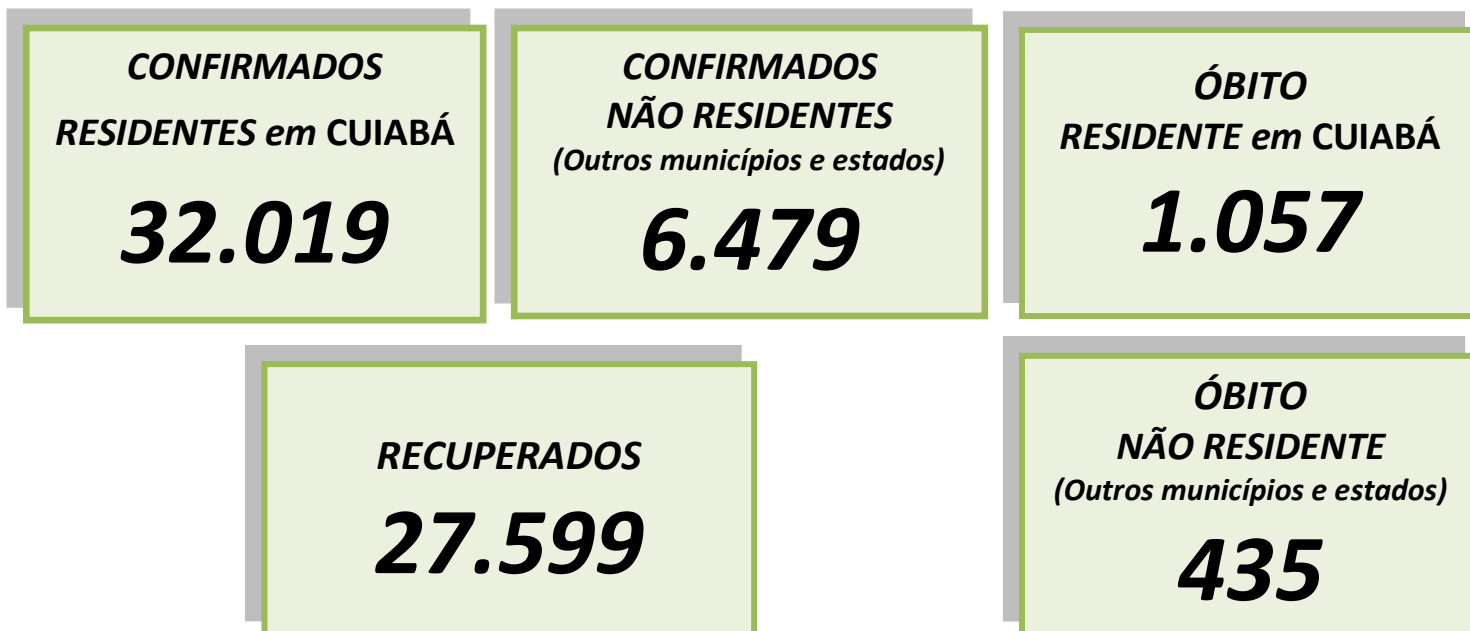 CONFIRMADOS
RESIDENTES em CUIABÁ
32.019
CONFIRMADOS
NÃO RESIDENTES
(Outros municípios e estados)
6.479
ÓBITO
RESIDENTE em CUIABÁ
1.057
RECUPERADOS
27.599
ÓBITO
NÃO RESIDENTE
(Outros municípios e estados)
435